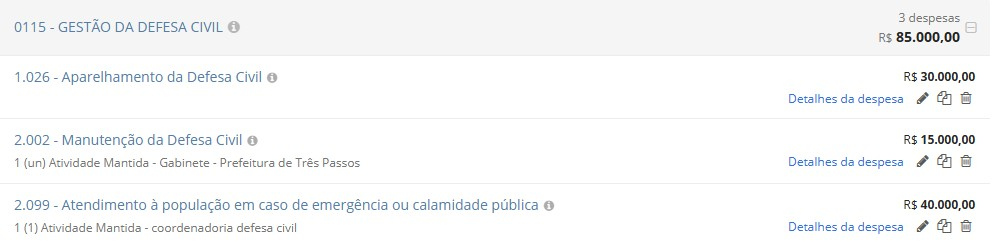 0115 - GESTÃO DA DEFESA CIVIL
3 despesas
R$ 85.000,00
1.026 - Aparelhamento da Defesa Civil
R$ 30.000,00
Detalhes da despesa
2.002 - Manutenção da Defesa Civil
R$ 15.000,00
1 (un) Atividade Mantida - Gabinete - Prefeitura de Três Passos
Detalhes da despesa
2.099 - Atendimento à população em caso de emergência ou calamidade pública
R$ 40.000,00
1 (1) Atividade Mantida - coordenadoria defesa civil
Detalhes da despesa